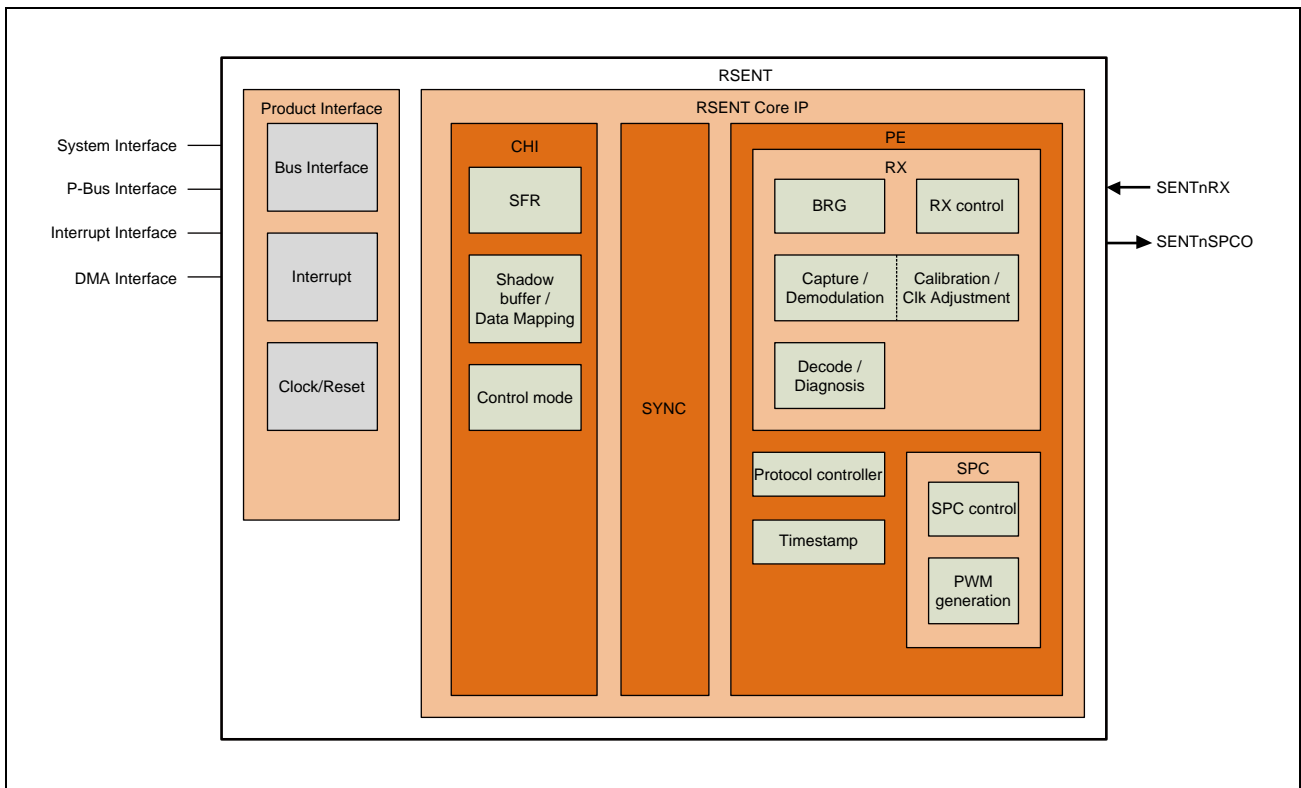 RSENT
System Interface
P-Bus Interface
Interrupt Interface
DMA Interface
Product Interface
Bus Interface
Interrupt
Clock/Reset
RSENT Core IP
CHI
SFR
Shadow
buffer /
Data Mapping
Control mode
SYNC
PE
RX
BRG
RX control
Capture /
Demodulation
Calibration /
Clk Adjustment
Decode /
Diagnosis
Protocol controller
Timestamp
SPC
SPC control
PWM
generation
SENTnRX
SENTnSPCO